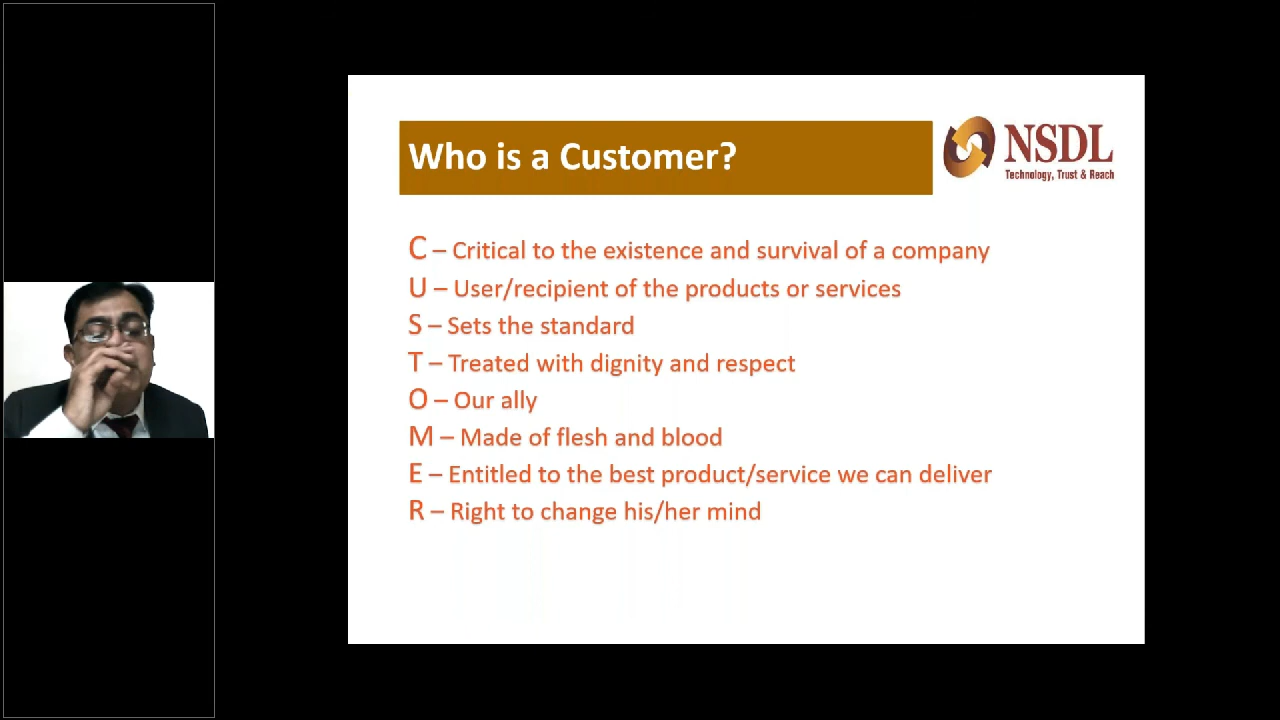 Who is a Customer?
NSDL
Technology, Trust & Reach
C – Critical to the existence and survival of a company
U – User/recipient of the products or services
S – Sets the standard
T – Treated with dignity and respect
O – Our ally
M – Made of flesh and blood
E – Entitled to the best product/service we can deliver
R – Right to change his/her mind